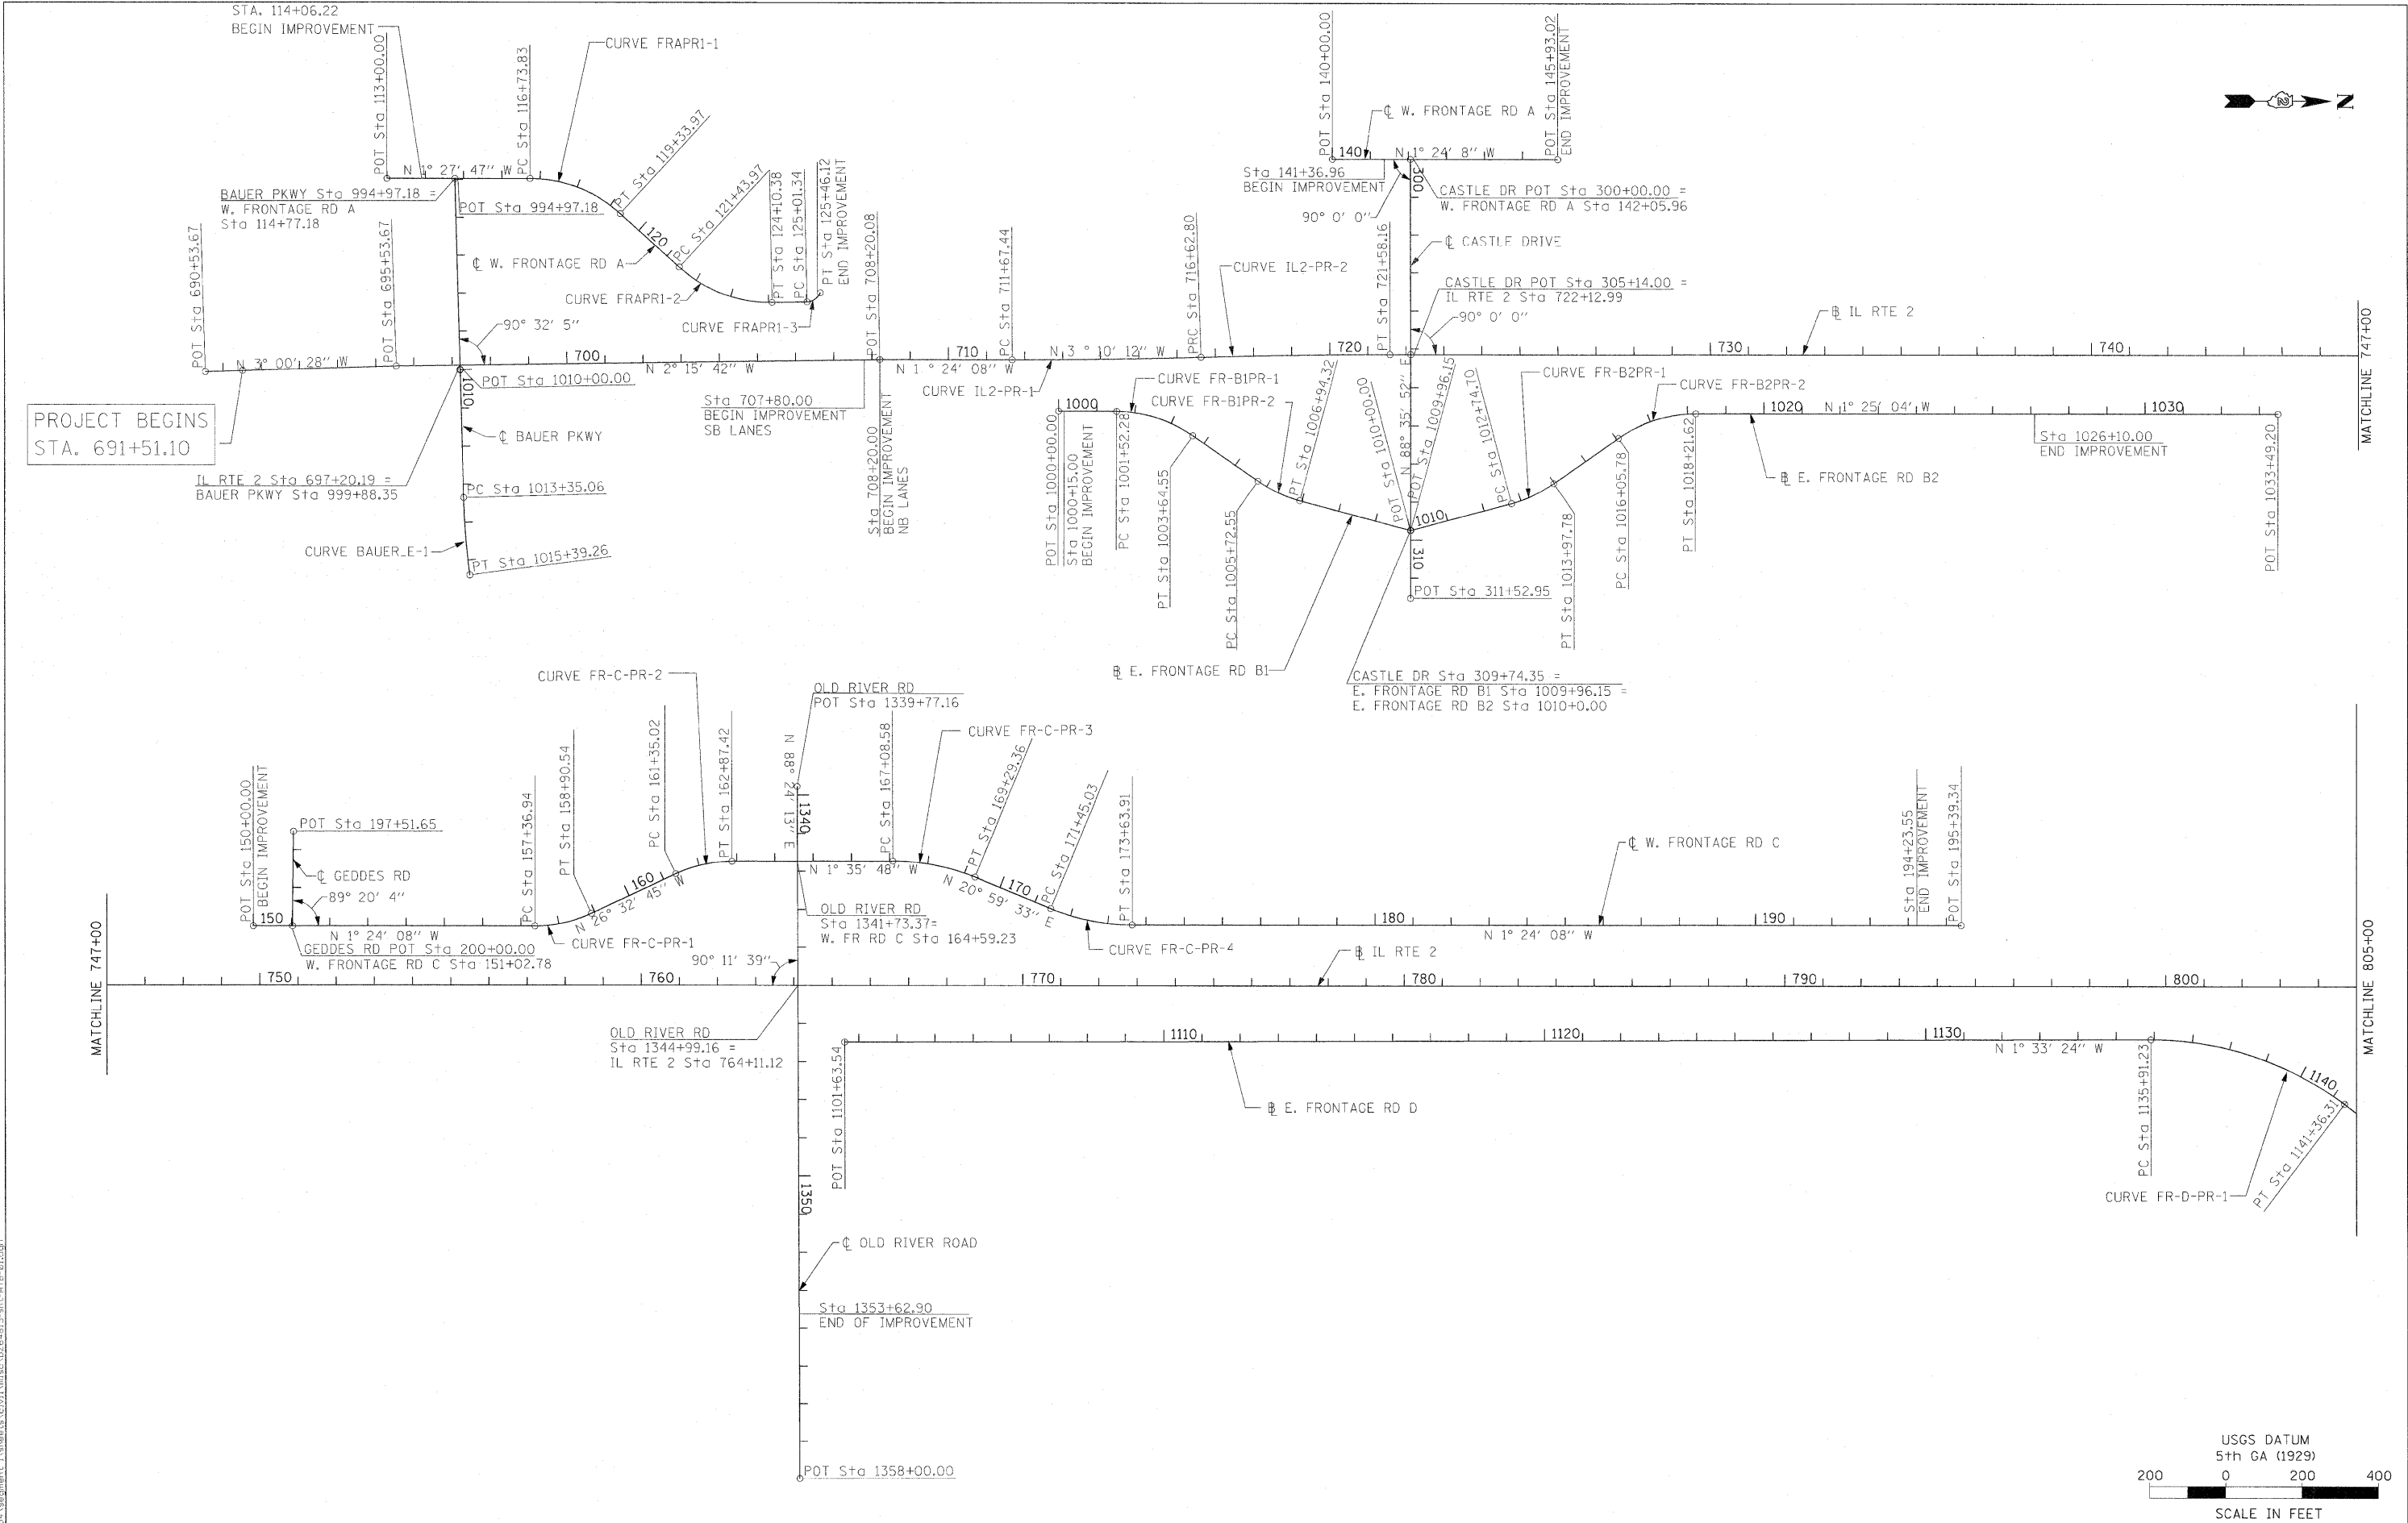 STA. 114+06.22
BEGIN IMPROVEMENT
POT Sta 113+00.00
PC Sta 116+73.83
CURVE FRAPR1-1
N 1° 27' 47" W
PT Sta 119+33.97
BAUER PKWY Sta 994+97.18 =
W. FRONTAGE RD A
Sta 114+77.18
POT Sta 994+97.18
120
PC Sta 121+43.97
℄ W. FRONTAGE RD A
CURVE FRAPR1-2
PT Sta 124+10.38
PC Sta 125+01.34
PT Sta 125+46.12
END IMPROVEMENT
CURVE FRAPR1-3
POT Sta 690+53.67
POT Sta 695+53.67
N 3° 00' 28" W
90° 32' 5"
700
N 2° 15' 42" W
POT Sta 708+20.08
710
PC Sta 711+67.44
N 1° 24' 08" W
N 3° 10' 12" W
CURVE IL2-PR-1
PRC Sta 716+62.80
CURVE IL2-PR-2
720
PT Sta 721+58.16
POT Sta 140+00.00
POT Sta 145+93.02
END IMPROVEMENT
℄ W. FRONTAGE RD A
140
N 1° 24' 8" W
Sta 141+36.96
BEGIN IMPROVEMENT
300
90° 0' 0"
CASTLE DR POT Sta 300+00.00 =
W. FRONTAGE RD A Sta 142+05.96
℄ CASTLE DRIVE
CASTLE DR POT Sta 305+14.00 =
IL RTE 2 Sta 722+12.99
90° 0' 0"
730
B IL RTE 2
740
MATCHLINE 747+00
N
PROJECT BEGINS
STA. 691+51.10
POT Sta 1010+00.00
1010
℄ BAUER PKWY
IL RTE 2 Sta 697+20.19 =
BAUER PKWY Sta 999+88.35
PC Sta 1013+35.06
CURVE BAUER_E-1
PT Sta 1015+39.26
Sta 707+80.00
BEGIN IMPROVEMENT
SB LANES
Sta 708+20.00
BEGIN IMPROVEMENT
NB LANES
1000
POT Sta 1000+00.00
Sta 1000+15.00
BEGIN IMPROVEMENT
PC Sta 1001+52.28
CURVE FR-B1PR-1
CURVE FR-B1PR-2
PT Sta 1003+64.55
PC Sta 1005+72.55
PT Sta 1006+94.32
POT Sta 1010+00.00
N 88° 35' 52" E
POT Sta 1009+96.15
PC Sta 1012+74.70
1010
310
POT Sta 311+52.95
CURVE FR-B2PR-1
CURVE FR-B2PR-2
PT Sta 1013+97.78
PC Sta 1016+05.78
PT Sta 1018+21.62
1020
N 1° 25' 04" W
1030
B E. FRONTAGE RD B2
Sta 1026+10.00
END IMPROVEMENT
POT Sta 1033+49.20
B E. FRONTAGE RD B1
CASTLE DR Sta 309+74.35 =
E. FRONTAGE RD B1 Sta 1009+96.15 =
E. FRONTAGE RD B2 Sta 1010+0.00
MATCHLINE 747+00
POT Sta 150+00.00
BEGIN IMPROVEMENT
150
POT Sta 197+51.65
℄ GEDDES RD
89° 20' 4"
N 1° 24' 08" W
GEDDES RD POT Sta 200+00.00
W. FRONTAGE RD C Sta 151+02.78
PC Sta 157+36.94
CURVE FR-C-PR-1
PT Sta 158+90.54
160
N 26° 32' 45" W
PC Sta 161+35.02
CURVE FR-C-PR-2
PT Sta 162+87.42
OLD RIVER RD
POT Sta 1339+77.16
N 88° 24' 13" E
1340
N 1° 35' 48" W
PC Sta 167+08.58
CURVE FR-C-PR-3
PT Sta 169+29.36
170
N 20° 59' 33" E
PC Sta 171+45.03
PT Sta 173+63.91
CURVE FR-C-PR-4
OLD RIVER RD
Sta 1341+73.37=
W. FR RD C Sta 164+59.23
180
℄ W. FRONTAGE RD C
190
N 1° 24' 08" W
Sta 194+23.55
END IMPROVEMENT
POT Sta 195+39.34
750
760
90° 11' 39"
770
B IL RTE 2
780
790
800
MATCHLINE 805+00
OLD RIVER RD
Sta 1344+99.16 =
IL RTE 2 Sta 764+11.12
POT Sta 1101+63.54
1110
B E. FRONTAGE RD D
1120
1130
N 1° 33' 24" W
PC Sta 1135+91.23
1140
PT Sta 1141+36.31
CURVE FR-D-PR-1
1350
℄ OLD RIVER ROAD
Sta 1353+62.90
END OF IMPROVEMENT
POT Sta 1358+00.00
USGS DATUM
5th GA (1929)
200 0 200 400
SCALE IN FEET